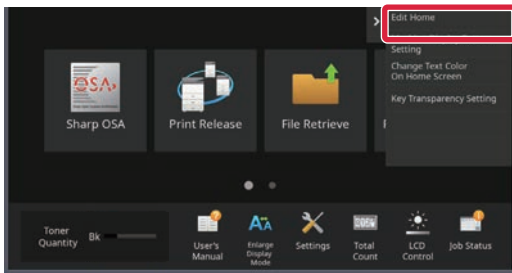 Edit Home
Setting
Change Text Color
On Home Screen
Key Transparency Setting
OSA
Sharp OSA
Print Release
File Retrieve
Toner
Quantity
Bk
User's
Manual
Enlarge
Display
Mode
Settings
Total
Count
LCD
Control
Job Status